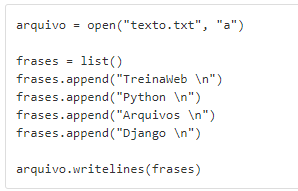 arquivo = open("texto.txt", "a")
frases = list()
frases.append("TreinaWeb \n")
frases.append("Python \n")
frases.append("Arquivos \n")
frases.append("Django \n")
arquivo.writelines(frases)